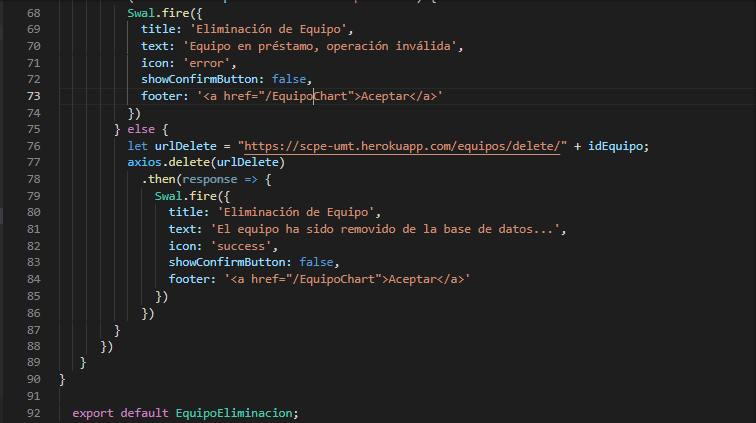 68 Swal.fire({
69 title: 'Eliminación de Equipo',
70 text: 'Equipo en préstamo, operación inválida',
71 icon: 'error',
72 showConfirmButton: false,
73 footer: '<a href="/EquipoChart">Aceptar</a>'
74 })
75 } else {
76 let urlDelete = "https://scpe-umt.herokuapp.com/equipos/delete/" + idEquipo;
77 axios.delete(urlDelete)
78 .then(response => {
79 Swal.fire({
80 title: 'Eliminación de Equipo',
81 text: 'El equipo ha sido removido de la base de datos...',
82 icon: 'success',
83 showConfirmButton: false,
84 footer: '<a href="/EquipoChart">Aceptar</a>'
85 })
86 })
87 }
88 })
89 }
90 }
91
92 export default EquipoEliminacion;